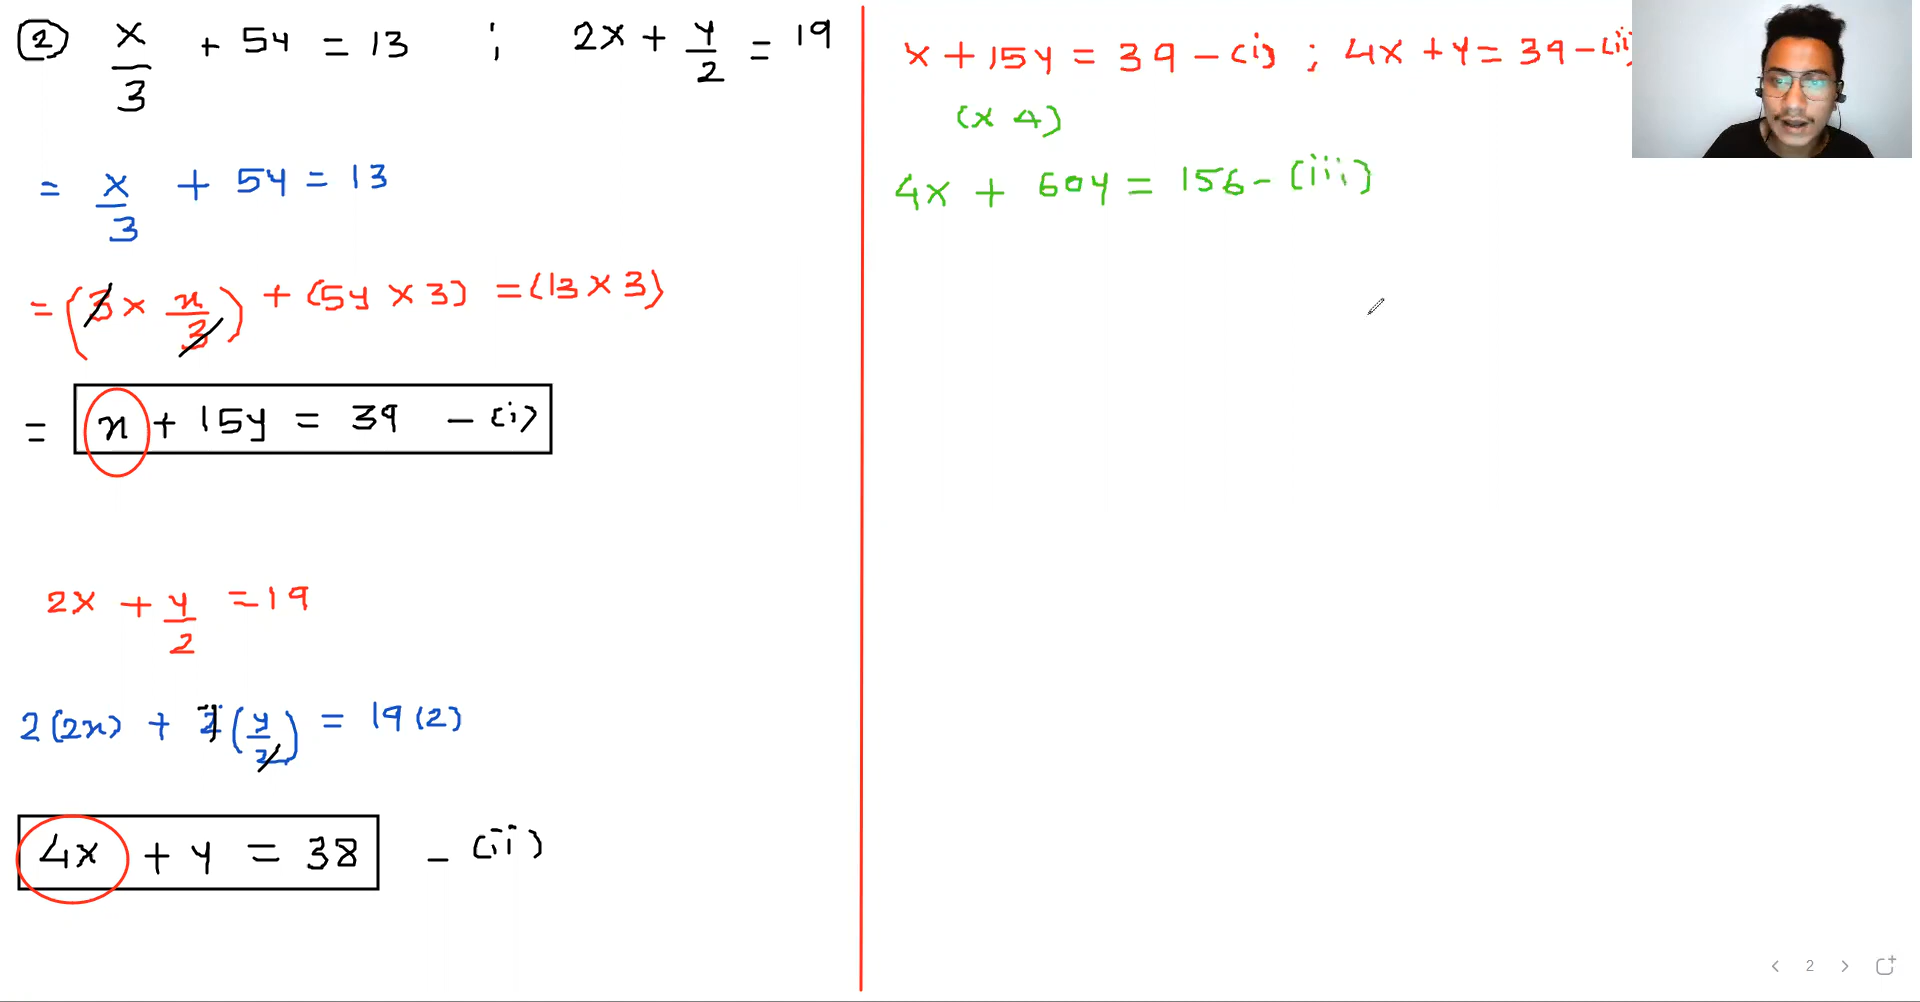 (2) x/3 + 5y = 13 ; 2x + y/2 = 19
= x/3 + 5y = 13
= (3 × x/3) + (5y × 3) = (13 × 3)
= x + 15y = 39 – (i)
2x + y/2 = 19
2(2x) + 2(y/2) = 19(2)
4x + y = 38 – (ii)
x + 15y = 39 – (i) ; 4x + y = 39 – (ii)
(× 4)
4x + 60y = 156 – (iii)
2